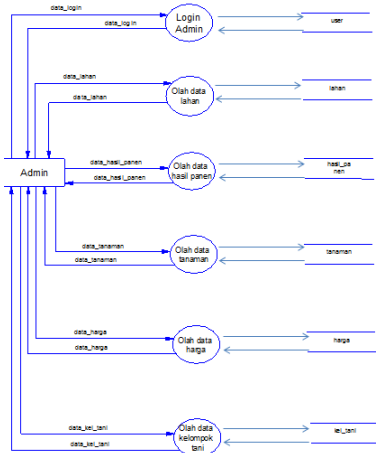 data_login
data_login
Login
Admin
user
data_lahan
data_lahan
Olah data
lahan
lahan
Admin
data_hasil_panen
data_hasil_panen
Olah data
hasil panen
hasil_pa
nen
data_tanaman
data_tanaman
Olah data
tanaman
tanaman
data_harga
data_harga
Olah data
harga
harga
data_kel_tani
data_kel_tani
Olah data
kelompok
tani
kel_tani